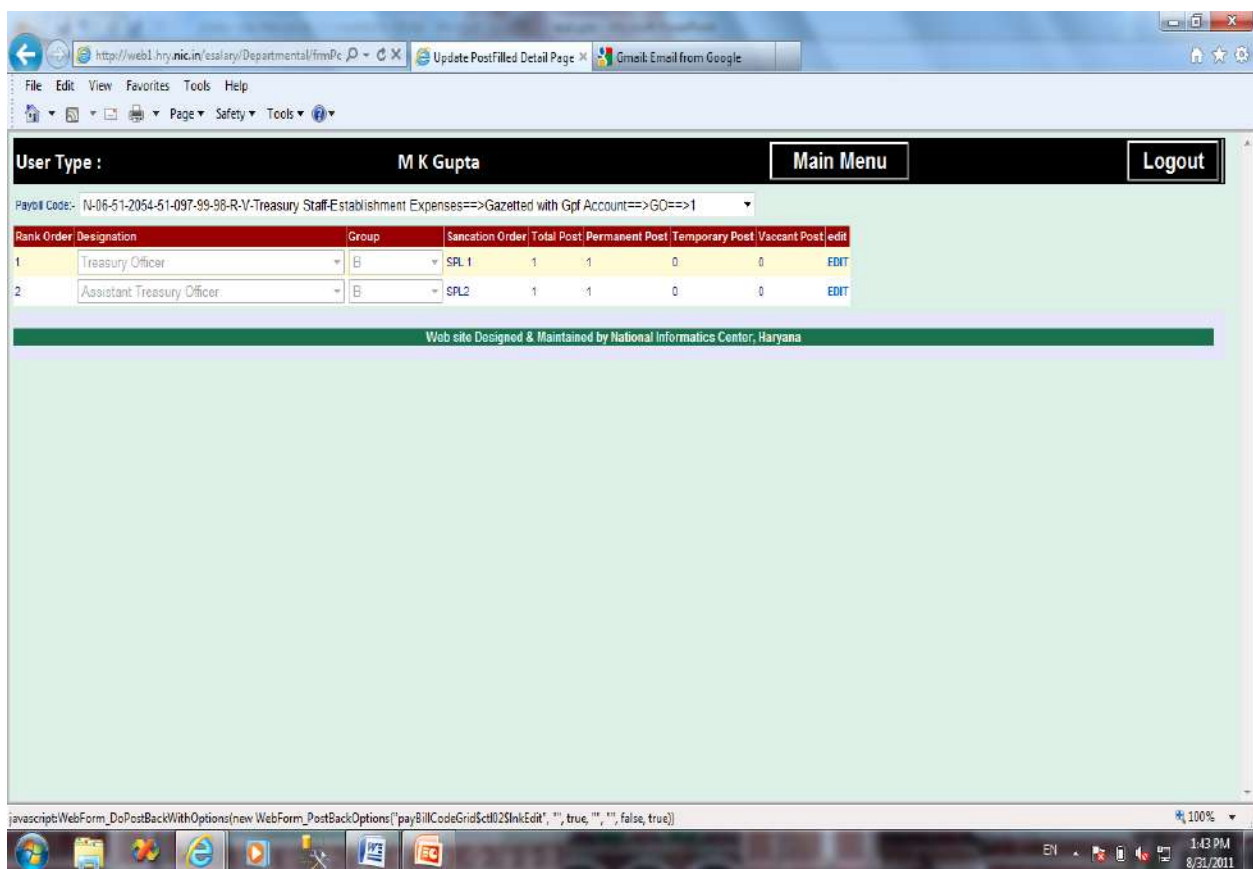 http://web1.hry.nic.in/esalary/Departmental/frmPc
Update PostFilled Detail Page
Gmail: Email from Google
File Edit View Favorites Tools Help
Page Safety Tools
User Type : M K Gupta Main Menu Logout
Paybill Code:- N-06-51-2054-51-097-99-98-R-V-Treasury Staff-Establishment Expenses==>Gazetted with Gpf Account==>GO==>1
Rank Order Designation Group Sancation Order Total Post Permanent Post Temporary Post Vaccant Post edit
1 Treasury Officer B SPL 1 1 1 0 0 EDIT
2 Assistant Treasury Officer B SPL2 1 1 0 0 EDIT
Web site Designed & Maintained by National Informatics Center, Haryana
javascript:WebForm_DoPostBackWithOptions(new WebForm_PostBackOptions("payBillCodeGrid$ctl02$lnkEdit", "", true, "", "", false, true))
100%
EN
1:43 PM
8/31/2011